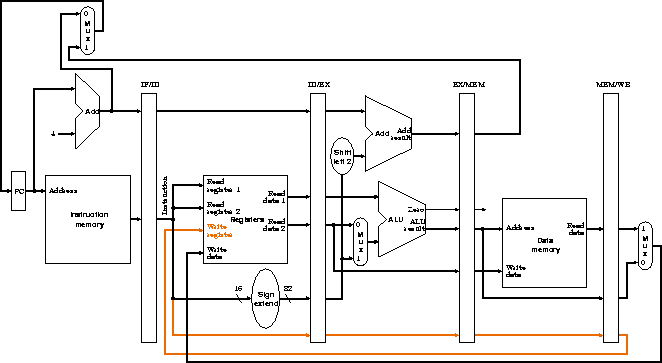 0
M
u
x
1
IF/ID
ID/EX
EX/MEM
MEM/WB
Add
4
Add
Add
result
Shift
left 2
PC
Address
Instruction
memory
Instruction
Read
register 1
Read
register 2
Registers
Write
register
Write
data
Read
data 1
Read
data 2
0
M
u
x
1
ALU
Zero
ALU
result
Address
Read
data
Data
memory
Write
data
1
M
u
x
0
16
Sign
extend
32